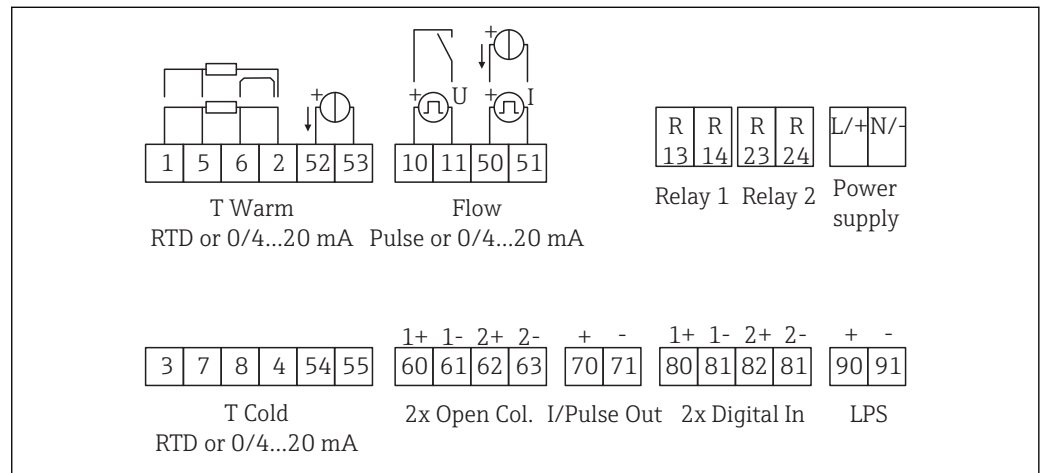 + +
+ + U + I
R R R R L/+ N/-
1 5 6 2 52 53 10 11 50 51 13 14 23 24
T Warm Flow Relay 1 Relay 2 Power
RTD or 0/4...20 mA Pulse or 0/4...20 mA supply
1+ 1- 2+ 2- + - 1+ 1- 2+ 2- + -
3 7 8 4 54 55 60 61 62 63 70 71 80 81 82 81 90 91
T Cold 2x Open Col. I/Pulse Out 2x Digital In LPS
RTD or 0/4...20 mA